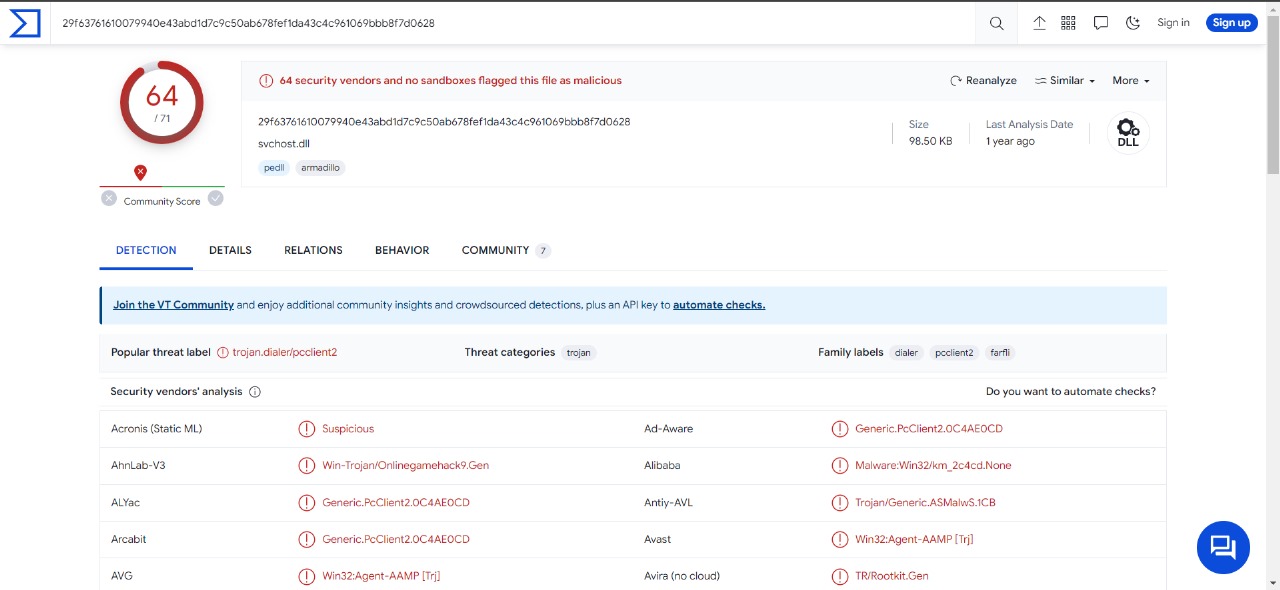 29f63761610079940e43abd1d7c9c50ab678fef1da43c4c961069bbb8f7d0628 Sign in Sign up
64
/ 71
Community Score
64 security vendors and no sandboxes flagged this file as malicious Reanalyze Similar More
29f63761610079940e43abd1d7c9c50ab678fef1da43c4c961069bbb8f7d0628
svchost.dll
pedll armadillo
Size
98.50 KB
Last Analysis Date
1 year ago
DLL
DETECTION DETAILS RELATIONS BEHAVIOR COMMUNITY 7
Join the VT Community and enjoy additional community insights and crowdsourced detections, plus an API key to automate checks.
Popular threat label trojan.dialer/pcclient2 Threat categories trojan Family labels dialer pcclient2 farfli
Security vendors' analysis Do you want to automate checks?
Acronis (Static ML) Suspicious Ad-Aware Generic.PcClient2.0C4AE0CD
AhnLab-V3 Win-Trojan/Onlinegamehack9.Gen Alibaba Malware:Win32/km_2c4cd.None
ALYac Generic.PcClient2.0C4AE0CD Antiy-AVL Trojan/Generic.ASMalwS.1CB
Arcabit Generic.PcClient2.0C4AE0CD Avast Win32:Agent-AAMP [Trj]
AVG Win32:Agent-AAMP [Trj] Avira (no cloud) TR/Rootkit.Gen